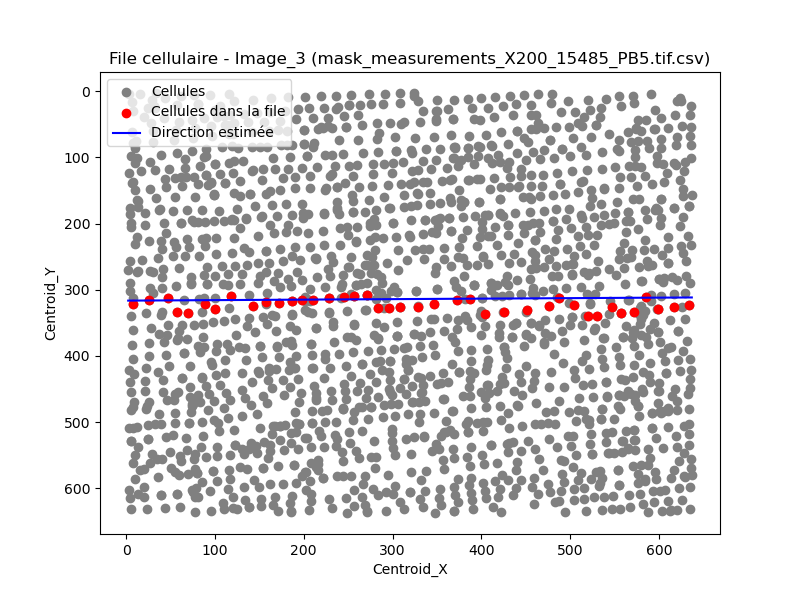 File cellulaire - Image_3 (mask_measurements_X200_15485_PB5.tif.csv)
Cellules
Cellules dans la file
Direction estimée
Centroid_Y
0
100
200
300
400
500
600
0 100 200 300 400 500 600
Centroid_X